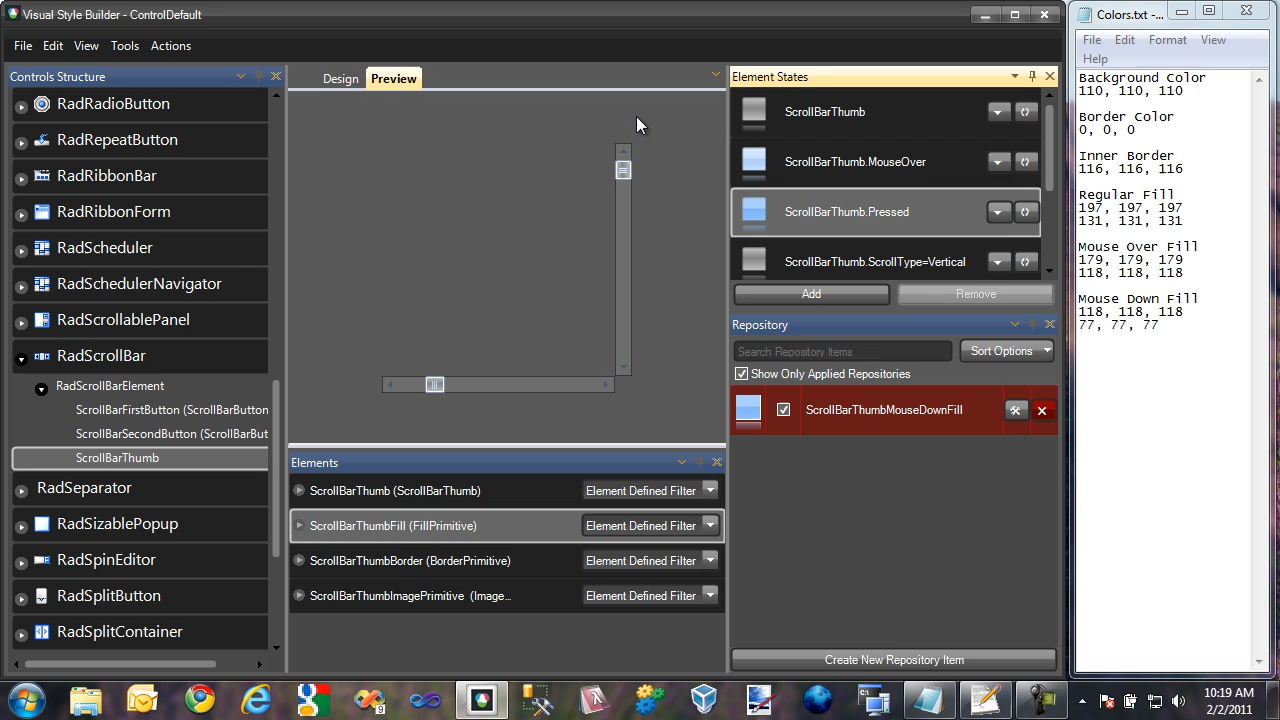 Visual Style Builder - ControlDefault
File Edit View Tools Actions
Controls Structure
RadRadioButton
RadRepeatButton
RadRibbonBar
RadRibbonForm
RadScheduler
RadSchedulerNavigator
RadScrollablePanel
RadScrollBar
RadScrollBarElement
ScrollBarFirstButton (ScrollBarButton
ScrollBarSecondButton (ScrollBarBut
ScrollBarThumb
RadSeparator
RadSizablePopup
RadSpinEditor
RadSplitButton
RadSplitContainer
Design Preview
Elements
ScrollBarThumb (ScrollBarThumb) Element Defined Filter
ScrollBarThumbFill (FillPrimitive) Element Defined Filter
ScrollBarThumbBorder (BorderPrimitive) Element Defined Filter
ScrollBarThumbImagePrimitive (Image... Element Defined Filter
Element States
ScrollBarThumb
ScrollBarThumb.MouseOver
ScrollBarThumb.Pressed
ScrollBarThumb.ScrollType=Vertical
Add Remove
Repository
Search Repository Items Sort Options
Show Only Applied Repositories
ScrollBarThumbMouseDownFill
Create New Repository Item
Colors.txt -...
File Edit Format View
Help
Background Color
110, 110, 110
Border Color
0, 0, 0
Inner Border
116, 116, 116
Regular Fill
197, 197, 197
131, 131, 131
Mouse Over Fill
179, 179, 179
118, 118, 118
Mouse Down Fill
118, 118, 118
77, 77, 77
10:19 AM
2/2/2011